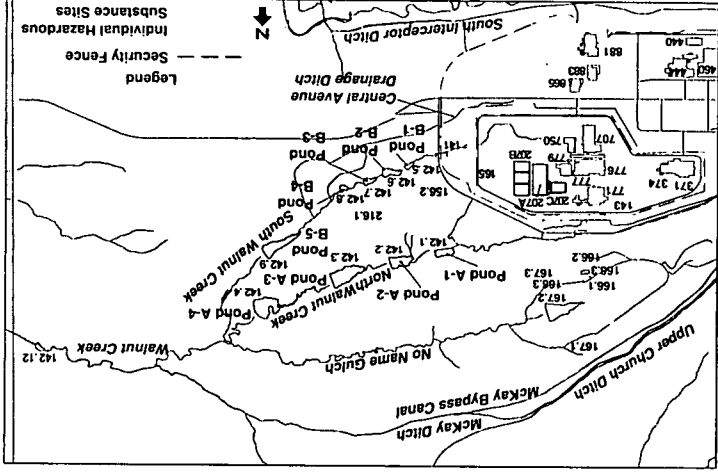 McKay Ditch
McKay Bypass Canal
Upper Church Ditch
167.1
No Name Gulch
Walnut Creek
142.12
167.2
166.1
166.3
167.3
166.2
Pond A-1
142.1
Pond A-2
142.2
North Walnut Creek
Pond A-3
142.3
Pond A-4
142.4
142.9
Pond
B-5
South Walnut Creek
216.1
371
374
143
771
777
776
779
207C
207A
207B
750
707
165
156.2
141
142.5
142.6
142.7
142.8
Pond
B-1
Pond
B-2
Pond
B-3
Pond
B-4
Central Avenue
Drainage Ditch
865
883
881
440
460
South Interceptor Ditch
N
Legend
Security Fence
Individual Hazardous
Substance Sites